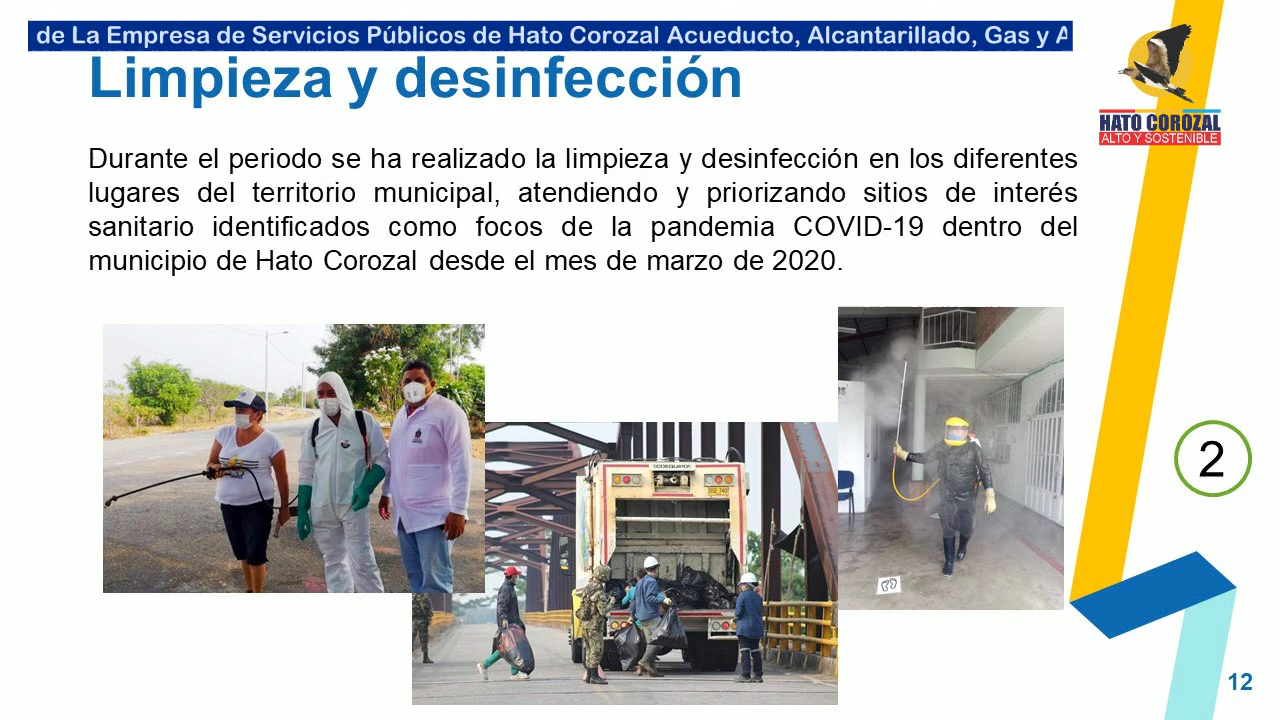 de La Empresa de Servicios Públicos de Hato Corozal Acueducto, Alcantarillado, Gas y A
Limpieza y desinfección
HATO COROZAL
ALTO Y SOSTENIBLE
Durante el periodo se ha realizado la limpieza y desinfección en los diferentes
lugares del territorio municipal, atendiendo y priorizando sitios de interés
sanitario identificados como focos de la pandemia COVID-19 dentro del
municipio de Hato Corozal desde el mes de marzo de 2020.
2
12